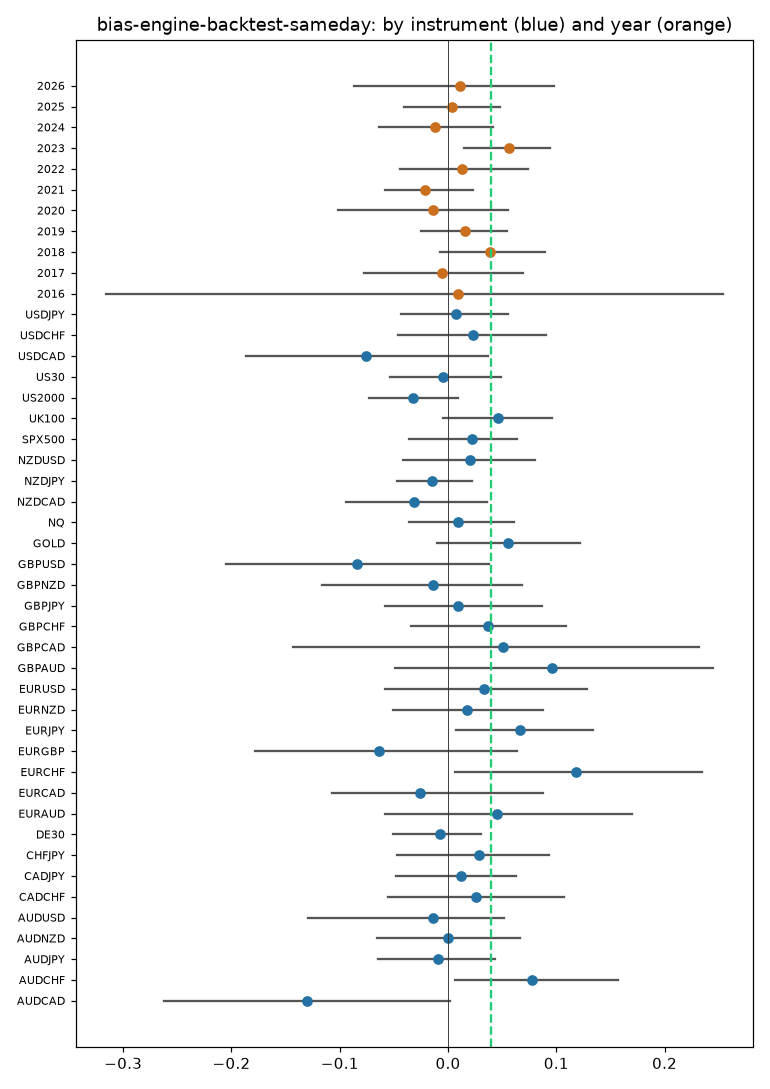 bias-engine-backtest-sameday: by instrument (blue) and year (orange)
2026
2025
2024
2023
2022
2021
2020
2019
2018
2017
2016
USDJPY
USDCHF
USDCAD
US30
US2000
UK100
SPX500
NZDUSD
NZDJPY
NZDCAD
NQ
GOLD
GBPUSD
GBPNZD
GBPJPY
GBPCHF
GBPCAD
GBPAUD
EURUSD
EURNZD
EURJPY
EURGBP
EURCHF
EURCAD
EURAUD
DE30
CHFJPY
CADJPY
CADCHF
AUDUSD
AUDNZD
AUDJPY
AUDCHF
AUDCAD
−0.3 −0.2 −0.1 0.0 0.1 0.2